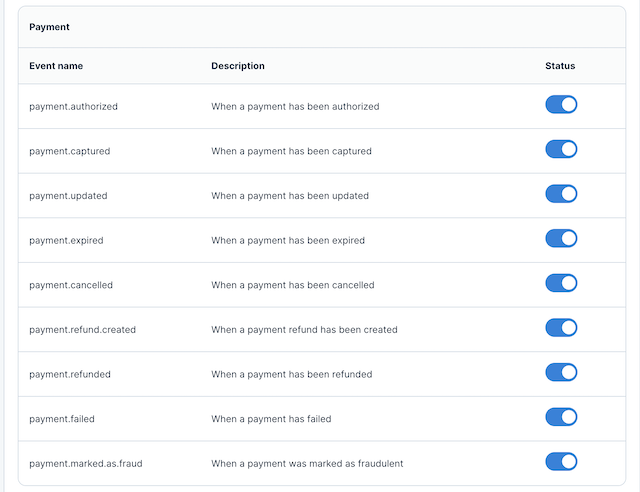 Payment
Event name Description Status
payment.authorized When a payment has been authorized
payment.captured When a payment has been captured
payment.updated When a payment has been updated
payment.expired When a payment has been expired
payment.cancelled When a payment has been cancelled
payment.refund.created When a payment refund has been created
payment.refunded When a payment has been refunded
payment.failed When a payment has failed
payment.marked.as.fraud When a payment was marked as fraudulent